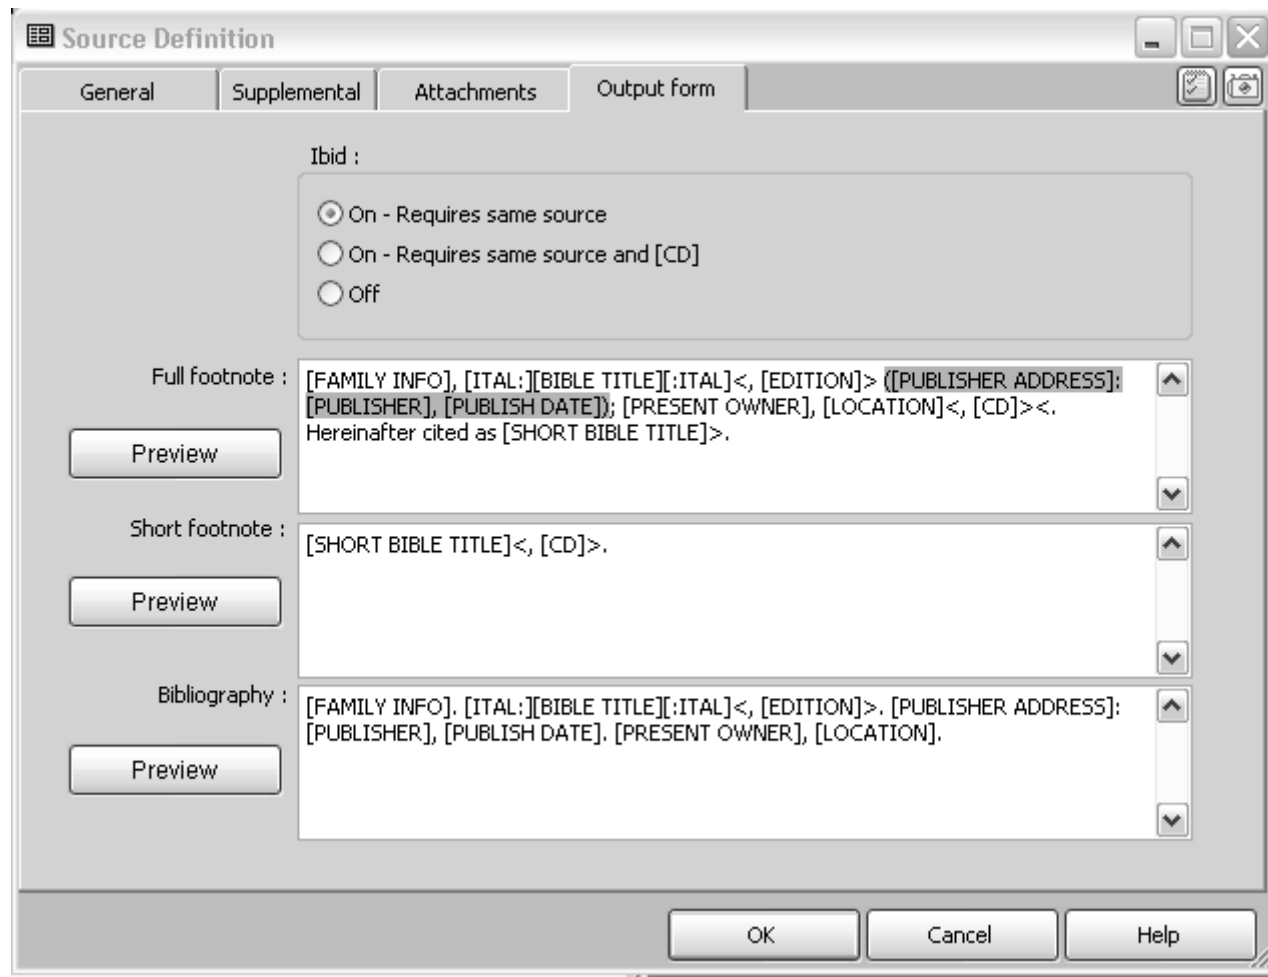 Source Definition
General Supplemental Attachments Output form
Ibid :
On - Requires same source
On - Requires same source and [CD]
Off
Full footnote :
[FAMILY INFO], [ITAL:][BIBLE TITLE][:ITAL]<, [EDITION]> ([PUBLISHER ADDRESS]:
[PUBLISHER], [PUBLISH DATE]); [PRESENT OWNER], [LOCATION]<, [CD]><.
Hereinafter cited as [SHORT BIBLE TITLE]>.
Preview
Short footnote :
[SHORT BIBLE TITLE]<, [CD]>.
Preview
Bibliography :
[FAMILY INFO]. [ITAL:][BIBLE TITLE][:ITAL]<, [EDITION]>. [PUBLISHER ADDRESS]:
[PUBLISHER], [PUBLISH DATE]. [PRESENT OWNER], [LOCATION].
Preview
OK Cancel Help